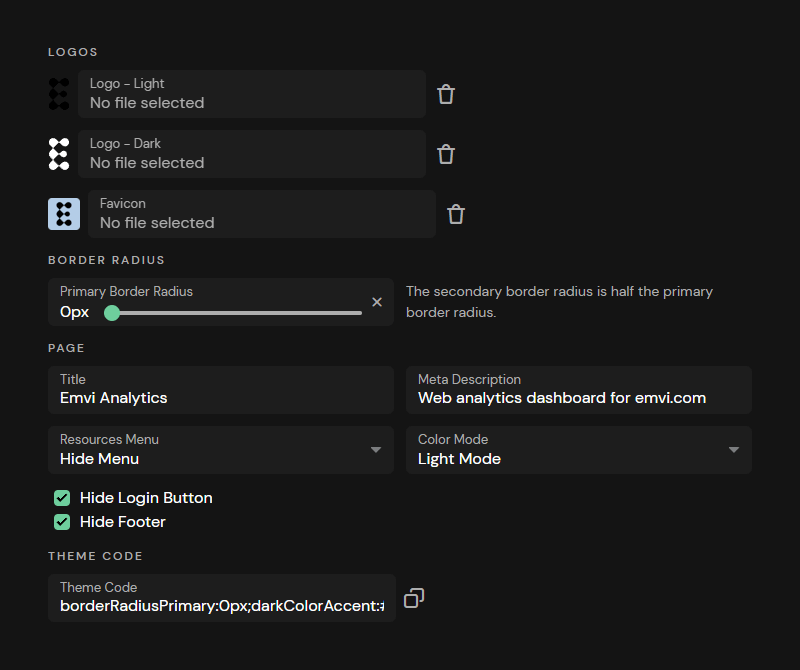 LOGOS
Logo - Light
No file selected
Logo - Dark
No file selected
Favicon
No file selected
BORDER RADIUS
Primary Border Radius
0px
The secondary border radius is half the primary
border radius.
PAGE
Title
Emvi Analytics
Meta Description
Web analytics dashboard for emvi.com
Resources Menu
Hide Menu
Color Mode
Light Mode
Hide Login Button
Hide Footer
THEME CODE
Theme Code
borderRadiusPrimary:0px;darkColorAccent:#